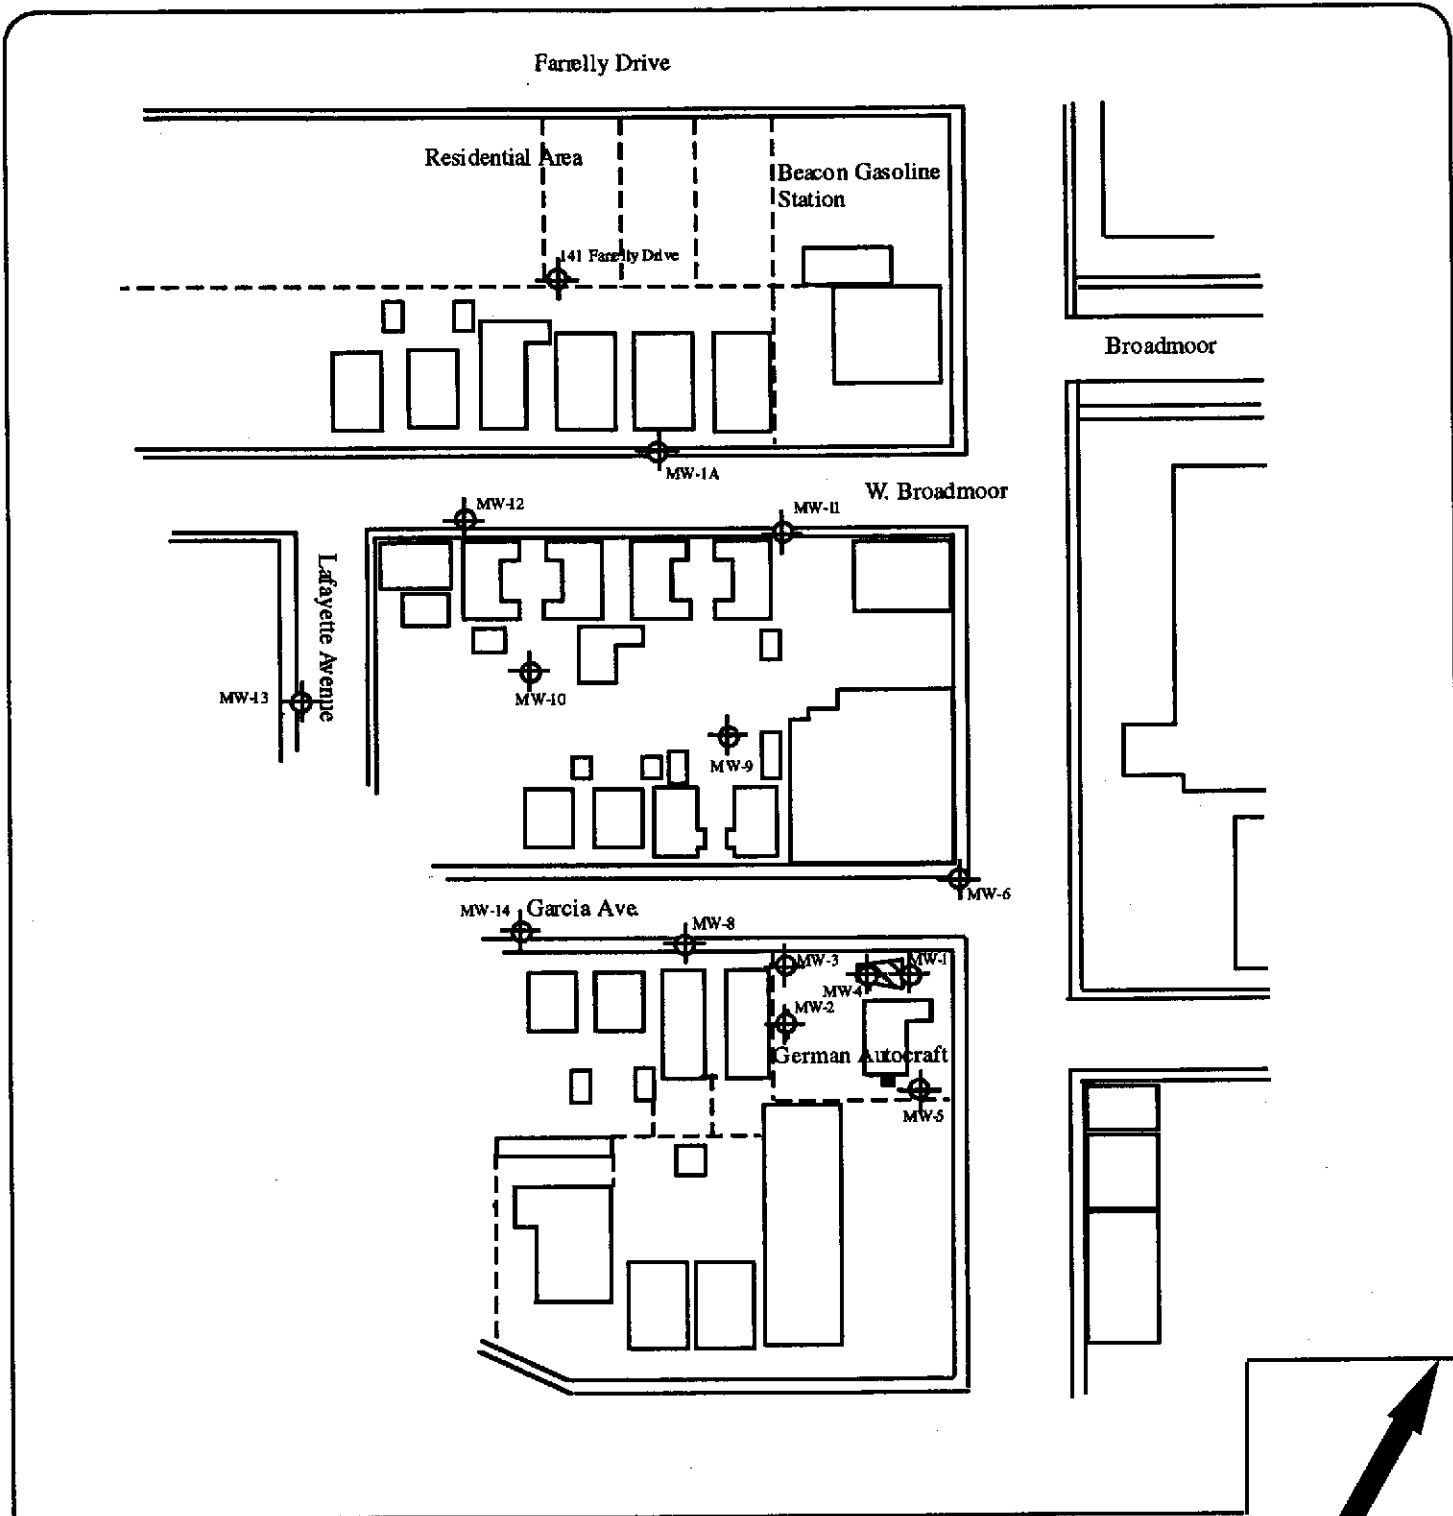 Farrelly Drive
Residential Area
Beacon Gasoline
Station
141 Farrelly Drive
Broadmoor
MW-1A
W. Broadmoor
MW-12
MW-11
Lafayette Avenue
MW-13
MW-10
MW-9
MW-6
MW-14
Garcia Ave.
MW-8
MW-3
MW-1
MW-4
MW-2
German Autocraft
MW-5